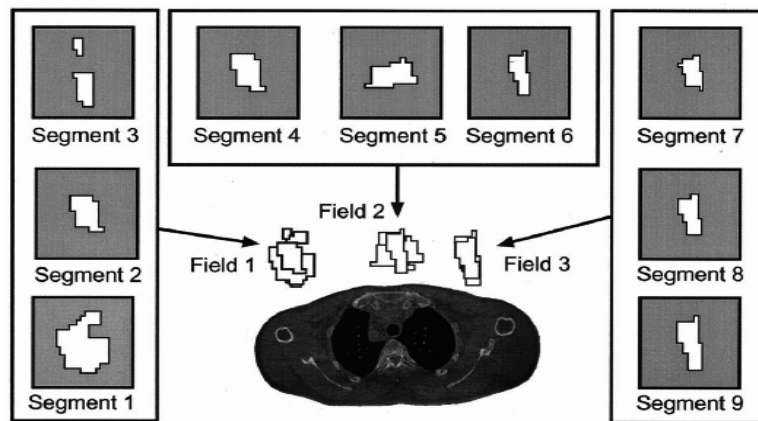 Segment 3
Segment 4
Segment 5
Segment 6
Segment 7
Field 2
Segment 2
Field 1
Field 3
Segment 8
Segment 1
Segment 9